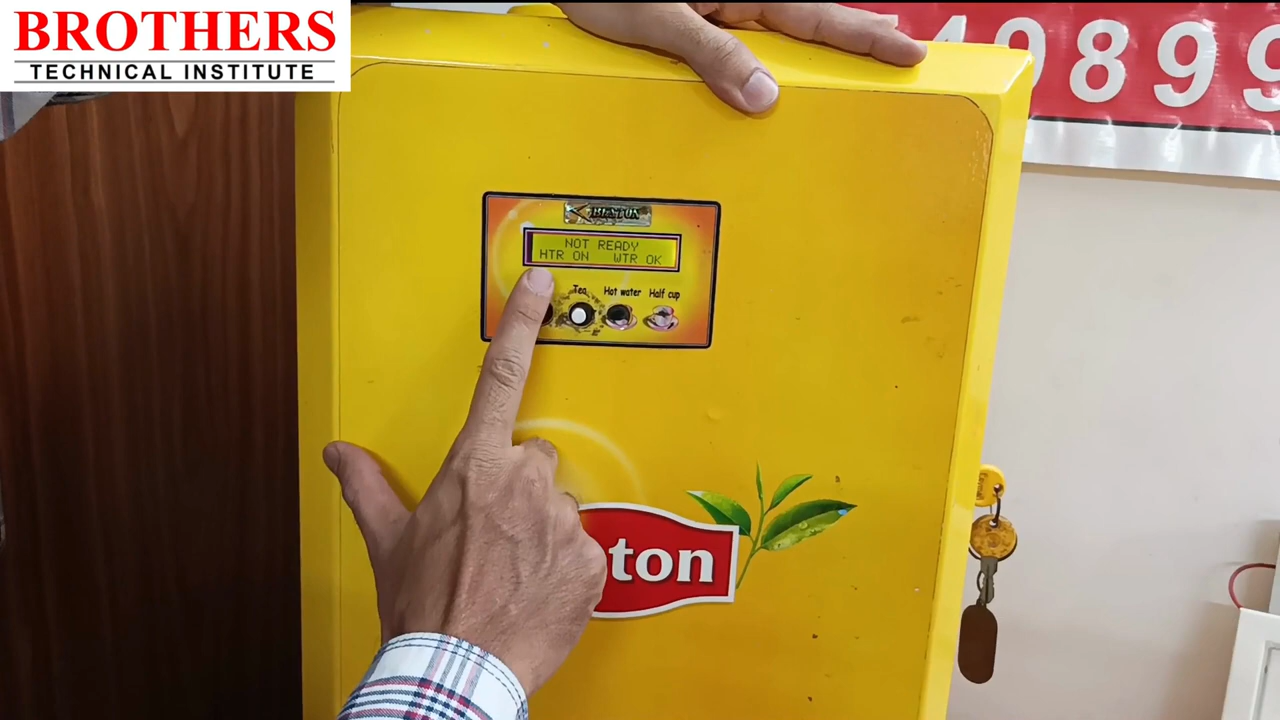 BROTHERS
TECHNICAL INSTITUTE
9899
NOT READY
HTR ON WTR OK
Tea Hot water Half cup
ton